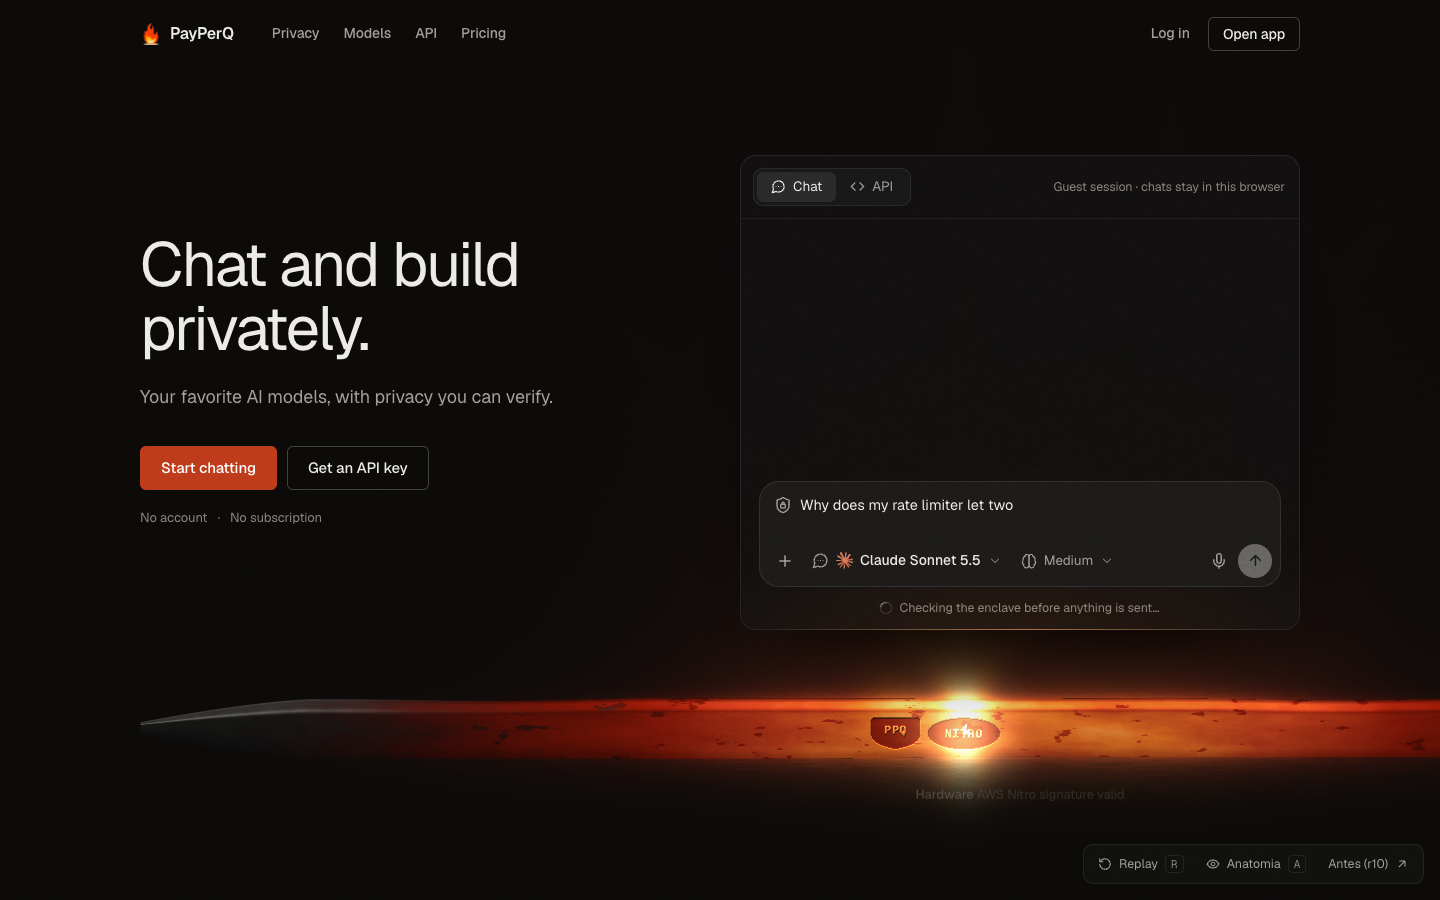 PayPerQ
Privacy
Models
API
Pricing
Log in
Open app
Chat
API
Guest session · chats stay in this browser
Chat and build
privately.
Your favorite AI models, with privacy you can verify.
Start chatting
Get an API key
No account · No subscription
Why does my rate limiter let two
Claude Sonnet 5.5
Medium
Checking the enclave before anything is sent…
PPQ
NITRO
Hardware AWS Nitro signature valid
Replay R
Anatomia A
Antes (r10)